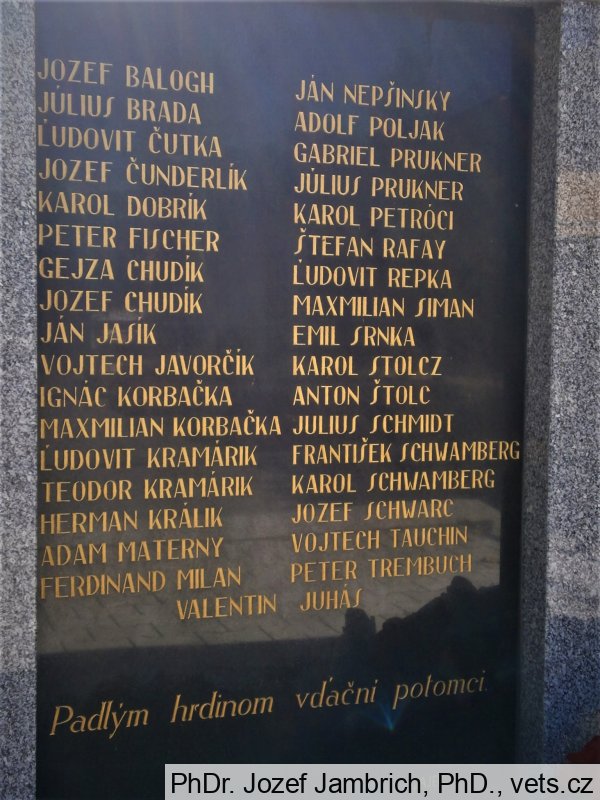 JOZEF BALOGH
JÚLIUS BRADA
ĽUDOVIT ČUTKA
JOZEF ČUNDERLÍK
KAROL DOBRÍK
PETER FISCHER
GEJZA CHUDÍK
JOZEF CHUDÍK
JÁN JASÍK
VOJTECH JAVORČÍK
IGNÁC KORBAČKA
MAXMILIAN KORBAČKA
ĽUDOVIT KRAMÁRIK
TEODOR KRAMÁRIK
HERMAN KRÁLIK
ADAM MATERNY
FERDINAND MILAN
JÁN NEPŠINSKY
ADOLF POLJAK
GABRIEL PRUKNER
JÚLIUS PRUKNER
KAROL PETRÓCI
ŠTEFAN RAFAY
ĽUDOVIT REPKA
MAXMILIAN SIMAN
EMIL SRNKA
KAROL STOLCZ
ANTON ŠTOLC
JULIUS SCHMIDT
FRANTIŠEK SCHWAMBERG
KAROL SCHWAMBERG
JOZEF SCHWARC
VOJTECH TAUCHIN
PETER TREMBUCH
VALENTIN JUHÁS
Padlým hrdinom vďační potomci.
PhDr. Jozef Jambrich, PhD., vets.cz